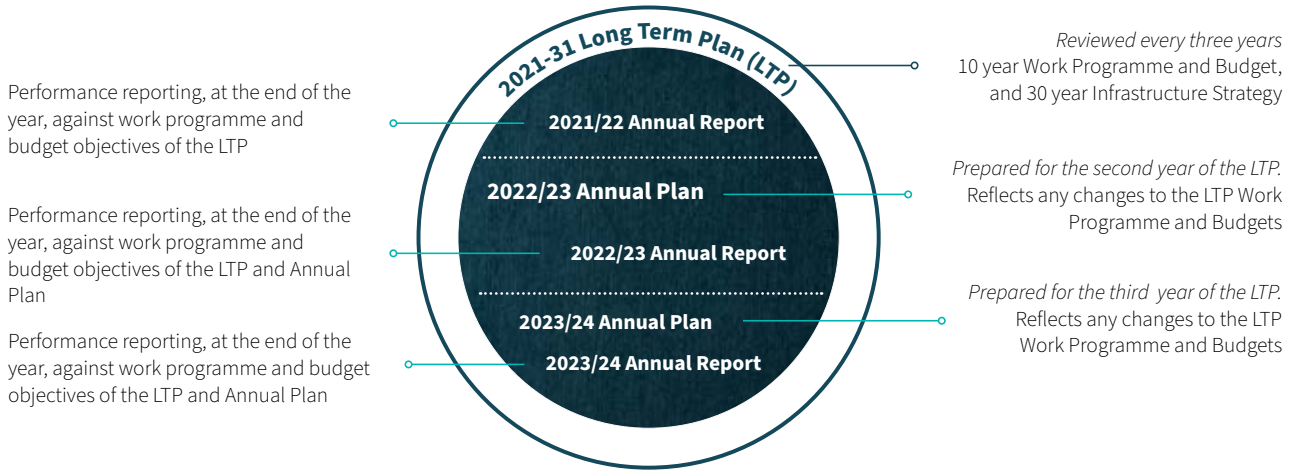 2021-31 Long Term Plan (LTP)
Reviewed every three years
10 year Work Programme and Budget,
and 30 year Infrastructure Strategy
Performance reporting, at the end of the
year, against work programme and
budget objectives of the LTP
2021/22 Annual Report
2022/23 Annual Plan
Prepared for the second year of the LTP.
Reflects any changes to the LTP Work
Programme and Budgets
Performance reporting, at the end of the
year, against work programme and
budget objectives of the LTP and Annual
Plan
2022/23 Annual Report
2023/24 Annual Plan
Prepared for the third year of the LTP.
Reflects any changes to the LTP
Work Programme and Budgets
Performance reporting, at the end of the
year, against work programme and budget
objectives of the LTP and Annual Plan
2023/24 Annual Report